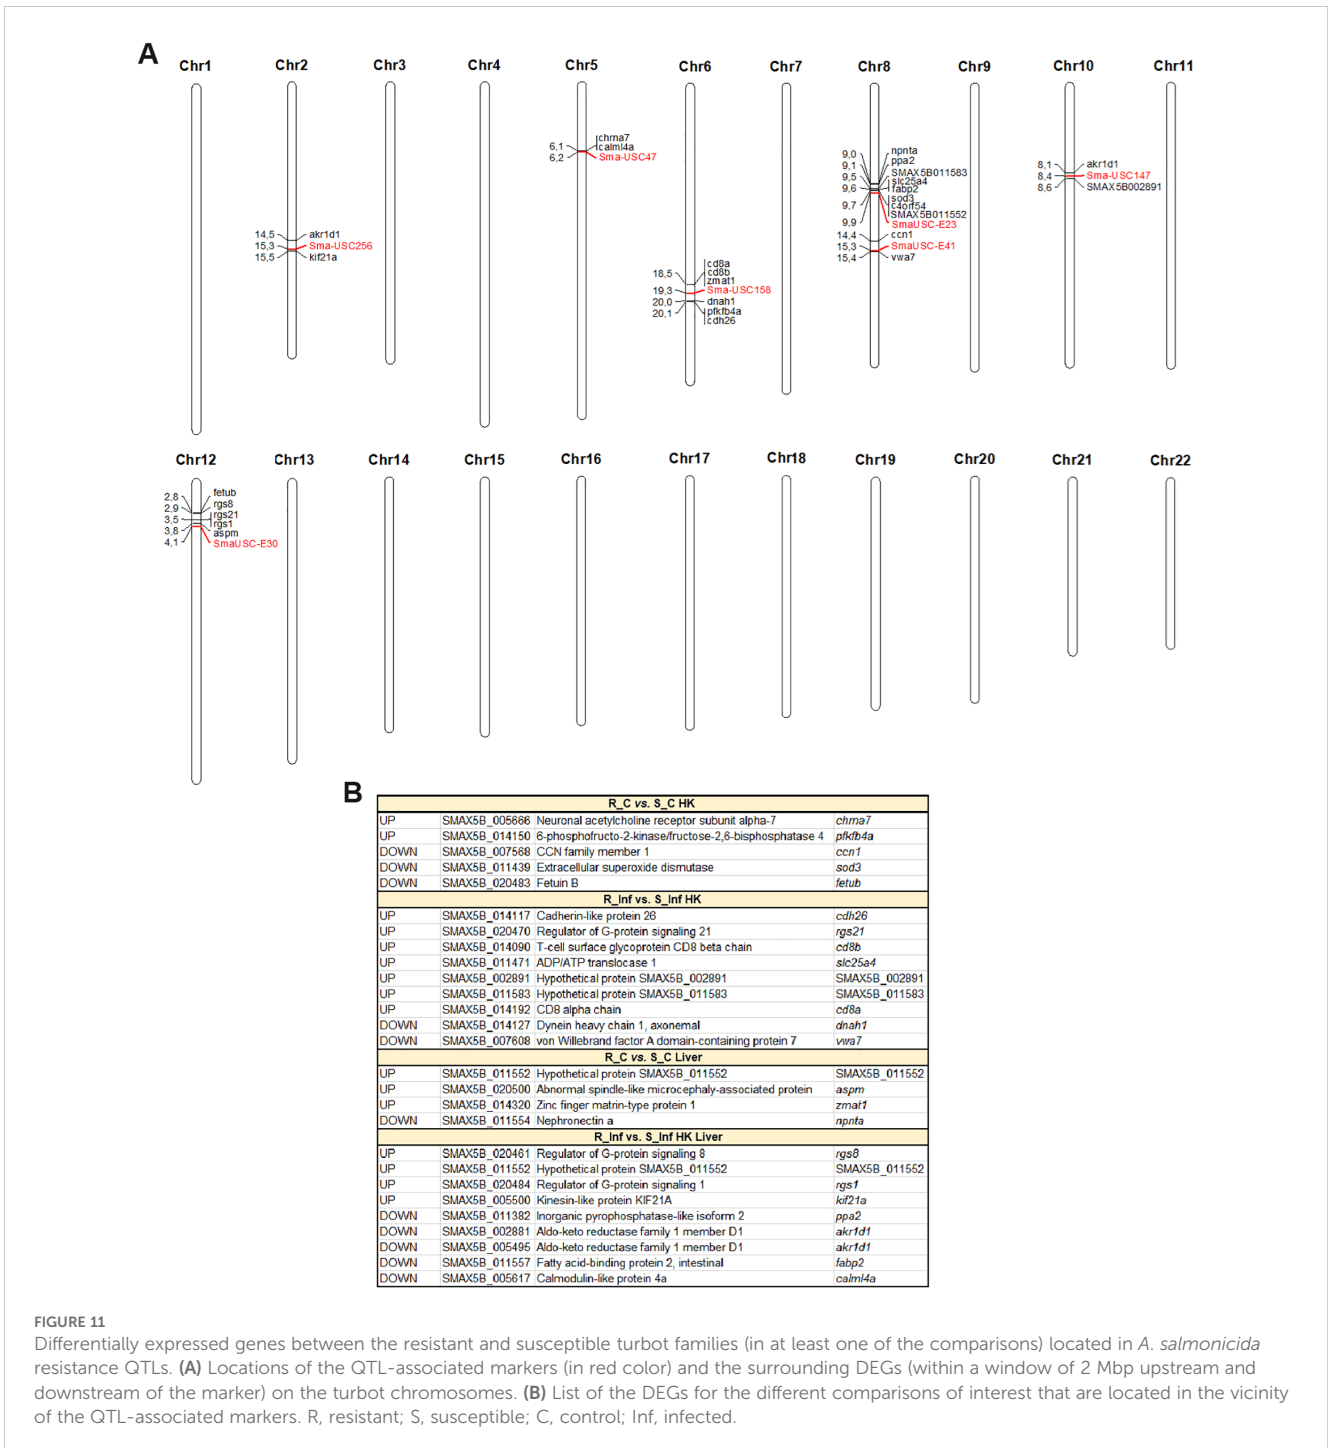 A
Chr1 Chr2 Chr3 Chr4 Chr5 Chr6 Chr7 Chr8 Chr9 Chr10 Chr11
14,5 akr1d1
15,3 Sma-USC256
15,5 kif21a
chrna7
6,1 calml4a
6,2 Sma-USC47
cd8a
18,5 cd8b
zmat1
19,3 Sma-USC158
20,0 dnah1
20,1 pfkfb4a
cdh26
9,0 npnta
9,1 ppa2
9,5 SMAX5B011583
slc25a4
9,6 fabp2
sod3
9,7 c4orf54
SMAX5B011552
9,9 SmaUSC-E23
14,4 ccn1
15,3 SmaUSC-E41
15,4 vwa7
8,1 akr1d1
8,4 Sma-USC147
8,6 SMAX5B002891
Chr12 Chr13 Chr14 Chr15 Chr16 Chr17 Chr18 Chr19 Chr20 Chr21 Chr22
2,8 fetub
2,9 rgs8
3,5 rgs21
rgs1
3,8 aspm
4,1 SmaUSC-E30
B
R_C vs. S_C HK
UP SMAX5B_005666 Neuronal acetylcholine receptor subunit alpha-7 chrna7
UP SMAX5B_014150 6-phosphofructo-2-kinase/fructose-2,6-bisphosphatase 4 pfkfb4a
DOWN SMAX5B_007568 CCN family member 1 ccn1
DOWN SMAX5B_011439 Extracellular superoxide dismutase sod3
DOWN SMAX5B_020483 Fetuin B fetub
R_Inf vs. S_Inf HK
UP SMAX5B_014117 Cadherin-like protein 26 cdh26
UP SMAX5B_020470 Regulator of G-protein signaling 21 rgs21
UP SMAX5B_014090 T-cell surface glycoprotein CD8 beta chain cd8b
UP SMAX5B_011471 ADP/ATP translocase 1 slc25a4
UP SMAX5B_002891 Hypothetical protein SMAX5B_002891 SMAX5B_002891
UP SMAX5B_011583 Hypothetical protein SMAX5B_011583 SMAX5B_011583
UP SMAX5B_014192 CD8 alpha chain cd8a
DOWN SMAX5B_014127 Dynein heavy chain 1, axonemal dnah1
DOWN SMAX5B_007608 von Willebrand factor A domain-containing protein 7 vwa7
R_C vs. S_C Liver
UP SMAX5B_011552 Hypothetical protein SMAX5B_011552 SMAX5B_011552
UP SMAX5B_020500 Abnormal spindle-like microcephaly-associated protein aspm
UP SMAX5B_014320 Zinc finger matrin-type protein 1 zmat1
DOWN SMAX5B_011554 Nephronectin a npnta
R_Inf vs. S_Inf HK Liver
UP SMAX5B_020461 Regulator of G-protein signaling 8 rgs8
UP SMAX5B_011552 Hypothetical protein SMAX5B_011552 SMAX5B_011552
UP SMAX5B_020484 Regulator of G-protein signaling 1 rgs1
UP SMAX5B_005500 Kinesin-like protein KIF21A kif21a
DOWN SMAX5B_011382 Inorganic pyrophosphatase-like isoform 2 ppa2
DOWN SMAX5B_002881 Aldo-keto reductase family 1 member D1 akr1d1
DOWN SMAX5B_005495 Aldo-keto reductase family 1 member D1 akr1d1
DOWN SMAX5B_011557 Fatty acid-binding protein 2, intestinal fabp2
DOWN SMAX5B_005617 Calmodulin-like protein 4a calml4a
FIGURE 11
Differentially expressed genes between the resistant and susceptible turbot families (in at least one of the comparisons) located in A. salmonicida
resistance QTLs. (A) Locations of the QTL-associated markers (in red color) and the surrounding DEGs (within a window of 2 Mbp upstream and
downstream of the marker) on the turbot chromosomes. (B) List of the DEGs for the different comparisons of interest that are located in the vicinity
of the QTL-associated markers. R, resistant; S, susceptible; C, control; Inf, infected.